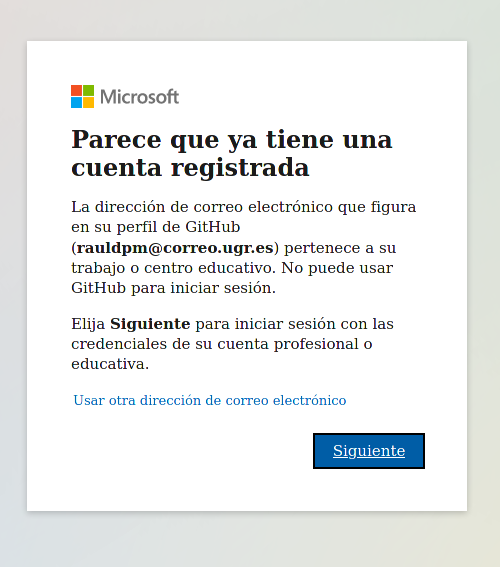 Microsoft
Parece que ya tiene una
cuenta registrada
La dirección de correo electrónico que figura
en su perfil de GitHub
(rauldpm@correo.ugr.es) pertenece a su
trabajo o centro educativo. No puede usar
GitHub para iniciar sesión.
Elija Siguiente para iniciar sesión con las
credenciales de su cuenta profesional o
educativa.
Usar otra dirección de correo electrónico
Siguiente